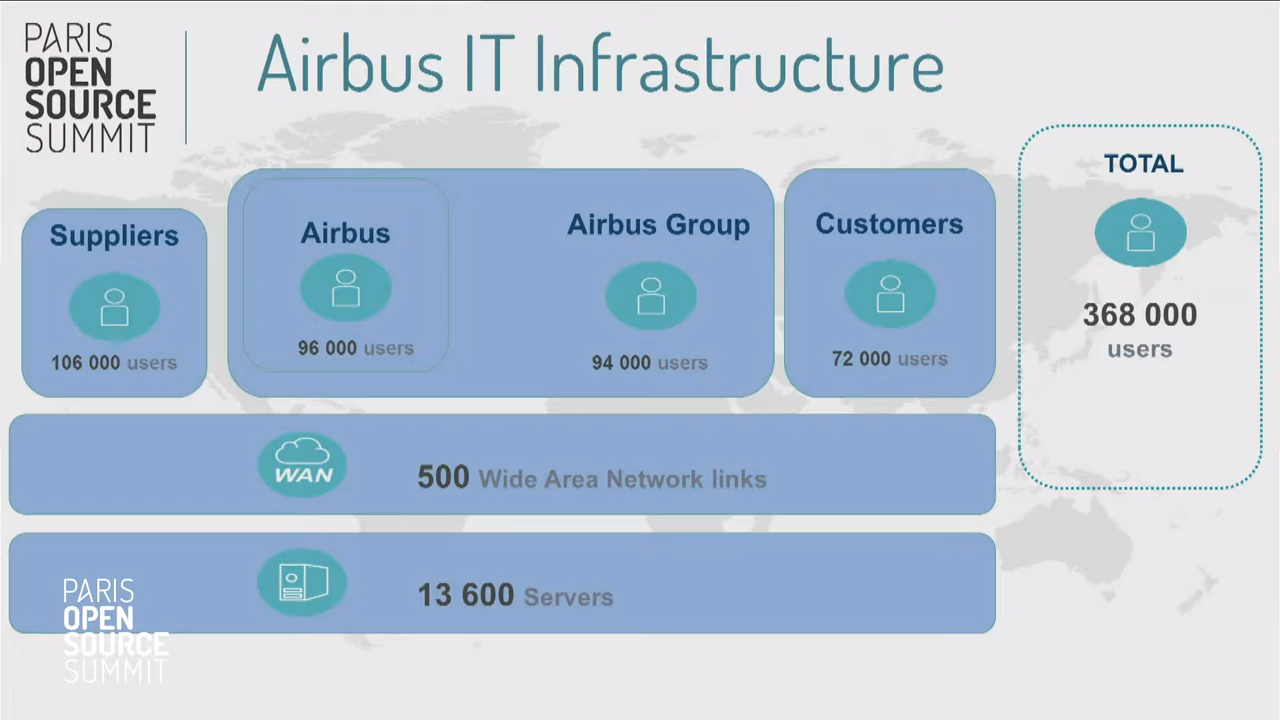 PARIS
OPEN
SOURCE
SUMMIT
Airbus IT Infrastructure
Suppliers
106 000 users
Airbus
96 000 users
Airbus Group
94 000 users
Customers
72 000 users
TOTAL
368 000
users
WAN
500 Wide Area Network links
13 600 Servers
PARIS
OPEN
SOURCE
SUMMIT